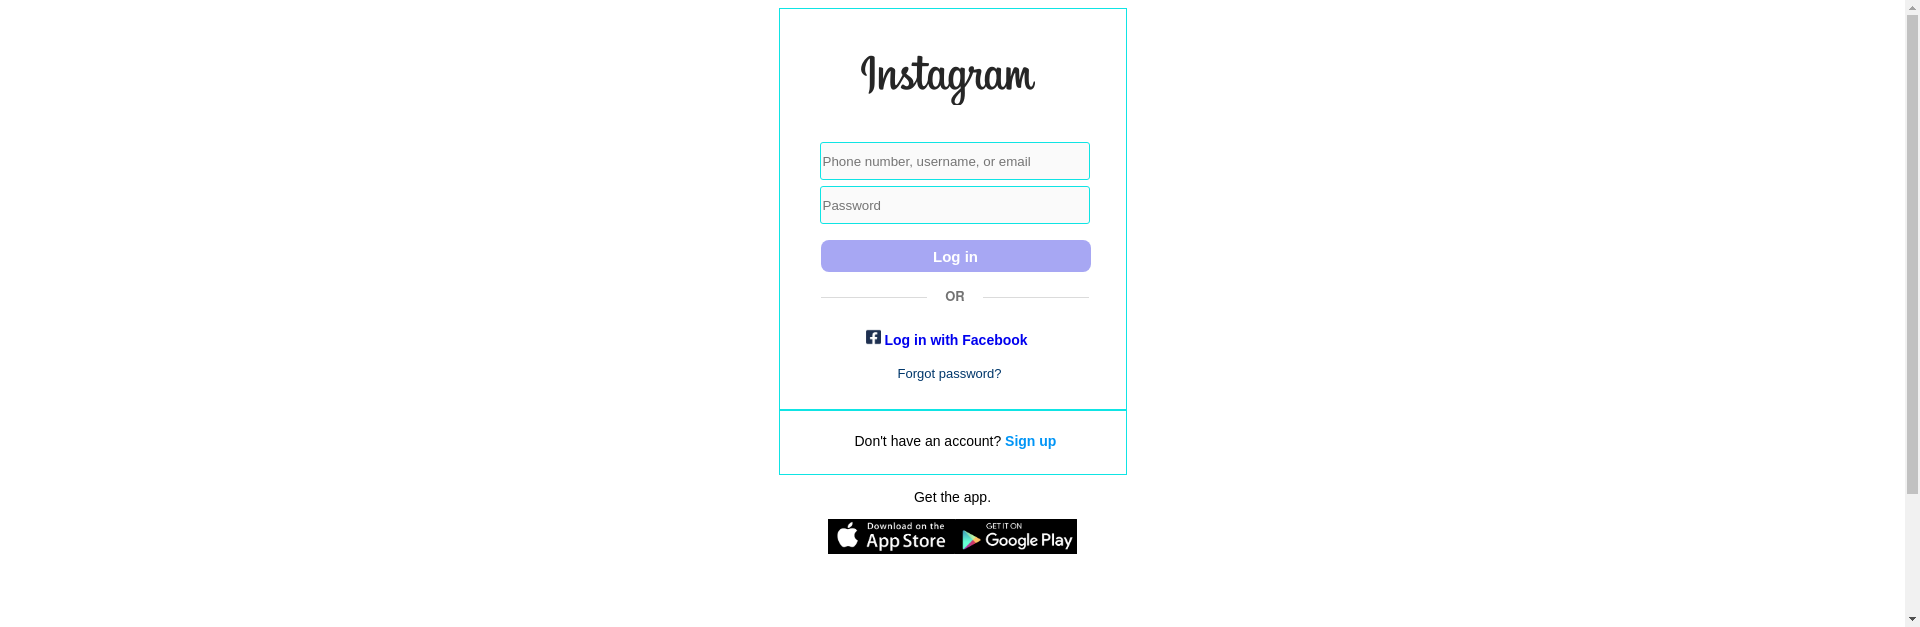 Instagram
Phone number, username, or email
Password
Log in
OR
Log in with Facebook
Forgot password?
Don't have an account? Sign up
Get the app.
Download on the
App Store
GET IT ON
Google Play